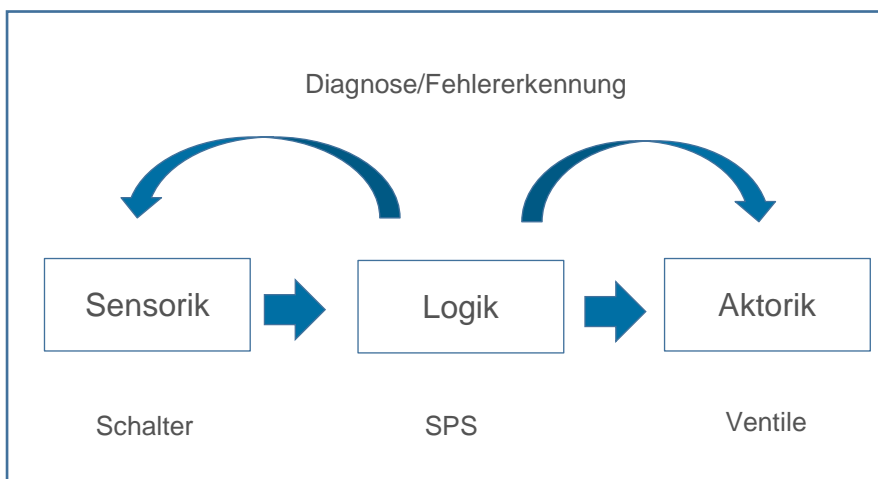 Diagnose/Fehlererkennung
Sensorik
Logik
Aktorik
Schalter
SPS
Ventile